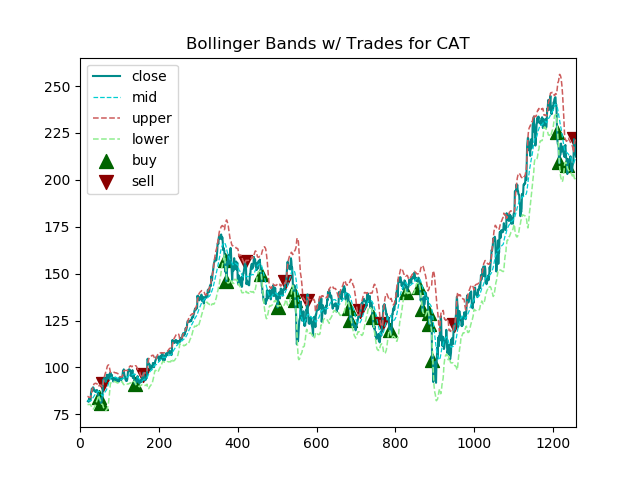 Bollinger Bands w/ Trades for CAT
close
mid
upper
lower
buy
sell
250
225
200
175
150
125
100
75
0 200 400 600 800 1000 1200